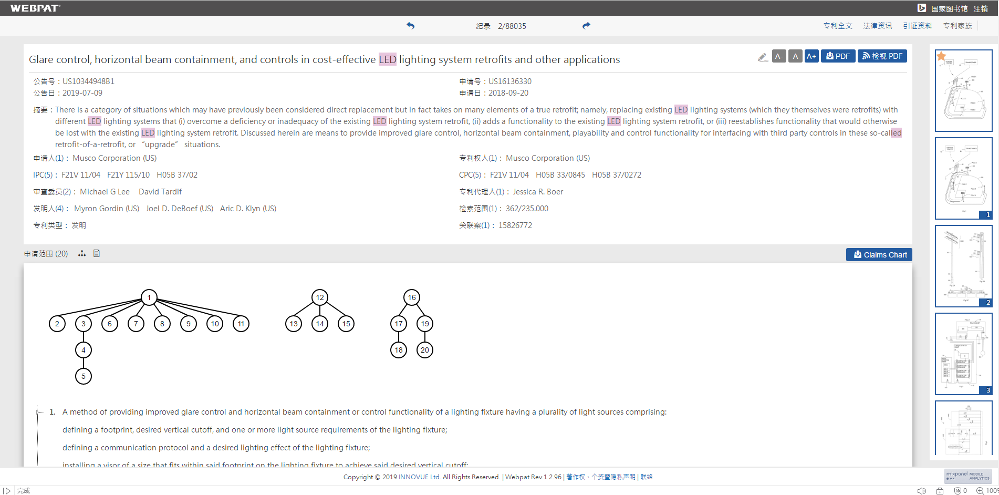 WEBPAT
国家图书馆 注销
纪录 2/88035
专利全文 法律资讯 引证资料 专利家族
Glare control, horizontal beam containment, and controls in cost-effective LED lighting system retrofits and other applications
A- A A+ PDF 检视 PDF
公告号：US10344948B1
申请号：US16136330
公告日：2019-07-09
申请日：2018-09-20
摘要：There is a category of situations which may have previously been considered direct replacement but in fact takes on many elements of a true retrofit; namely, replacing existing LED lighting systems (which they themselves were retrofits) with
different LED lighting systems that (i) overcome a deficiency or inadequacy of the existing LED lighting system retrofit, (ii) adds a functionality to the existing LED lighting system retrofit, or (iii) reestablishes functionality that would otherwise
be lost with the existing LED lighting system retrofit. Discussed herein are means to provide improved glare control, horizontal beam containment, playability and control functionality for interfacing with third party controls in these so-called
retrofit-of-a-retrofit, or “upgrade” situations.
申请人(1)： Musco Corporation (US)
专利权人(1)： Musco Corporation (US)
IPC(5)： F21V 11/04 F21Y 115/10 H05B 37/02
CPC(5)： F21V 11/04 H05B 33/0845 H05B 37/0272
审查委员(2)： Michael G Lee David Tardif
专利代理人(1)： Jessica R. Boer
发明人(4)： Myron Gordin (US) Joel D. DeBoef (US) Aric D. Klyn (US)
检索范围(1)： 362/235.000
专利类型： 发明
关联案(1)： 15826772
申请范围 (20)
Claims Chart
1 12 16
2 3 6 7 8 9 10 11 13 14 15 17 19
4 18 20
5
1. A method of providing improved glare control and horizontal beam containment or control functionality of a lighting fixture having a plurality of light sources comprising:
defining a footprint, desired vertical cutoff, and one or more light source requirements of the lighting fixture;
defining a communication protocol and a desired lighting effect of the lighting fixture;
installing a visor of a size that fits within said footprint on the lighting fixture to achieve said desired vertical cutoff;
1
2
3
Copyright © 2019 INNOVUE Ltd. All Rights Reserved. | Webpat Rev.1.2.96 | 著作权、个资暨隐私声明 | 联络
mixpanel MOBILE ANALYTICS
完成
0 100%